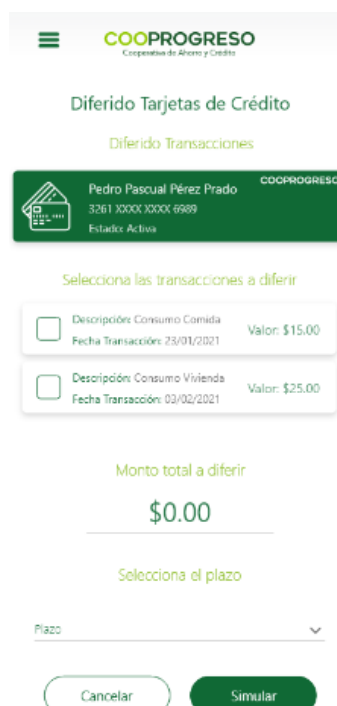 COOPROGRESO
Cooperativa de Ahorro y Crédito
Diferido Tarjetas de Crédito
Diferido Transacciones
COOPROGRESO
Pedro Pascual Pérez Prado
3261 XXXX XXXX 6989
Estado: Activa
Selecciona las transacciones a diferir
Descripción: Consumo Comida
Valor: $15.00
Fecha Transacción: 23/01/2021
Descripción: Consumo Vivienda
Valor: $25.00
Fecha Transacción: 03/02/2021
Monto total a diferir
$0.00
Selecciona el plazo
Plazo
Cancelar
Simular